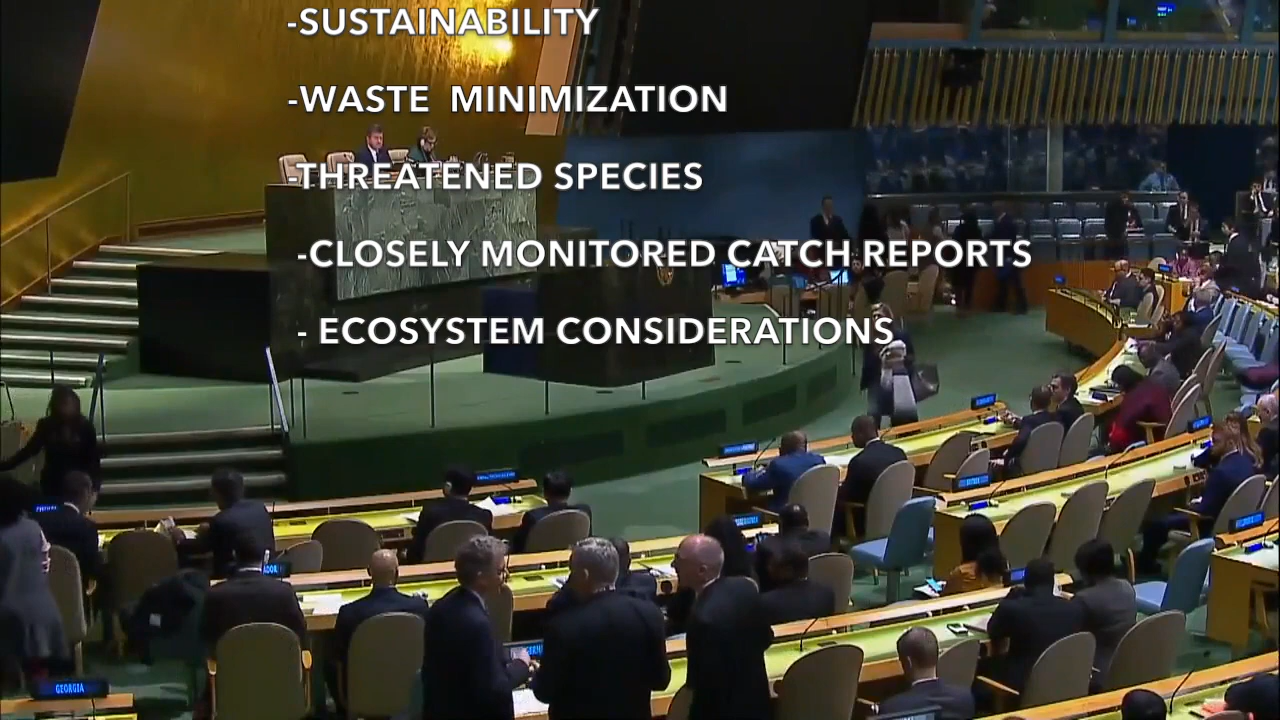 -SUSTAINABILITY
-WASTE MINIMIZATION
-THREATENED SPECIES
-CLOSELY MONITORED CATCH REPORTS
- ECOSYSTEM CONSIDERATIONS
GEORGIA